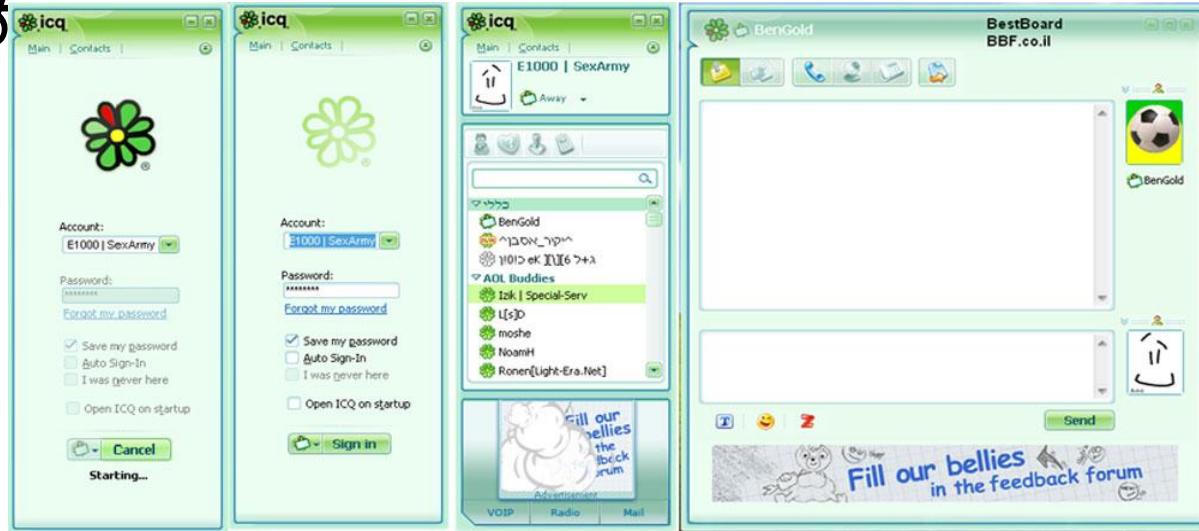 icq
Main | Contacts |
Account:
E1000 | SexArmy
Password:
********
Forgot my password
Save my password
Auto Sign-In
I was never here
Open ICQ on startup
Cancel
Starting...
icq
Main | Contacts |
Account:
E1000 | SexArmy
Password:
********
Forgot my password
Save my password
Auto Sign-In
I was never here
Open ICQ on startup
Sign in
icq
Main | Contacts |
E1000 | SexArmy
Away
כללי
BenGold
^יקיר_אסבן^
AOL Buddies
Izik | Special-Serv
L[s]D
moshe
NoamH
Ronen[Light-Era.Net]
Fill our
bellies
the
Advertisement
VOIP
Radio
Mail
BenGold
BestBoard
BBF.co.il
BenGold
Send
Fill our bellies
in the feedback forum